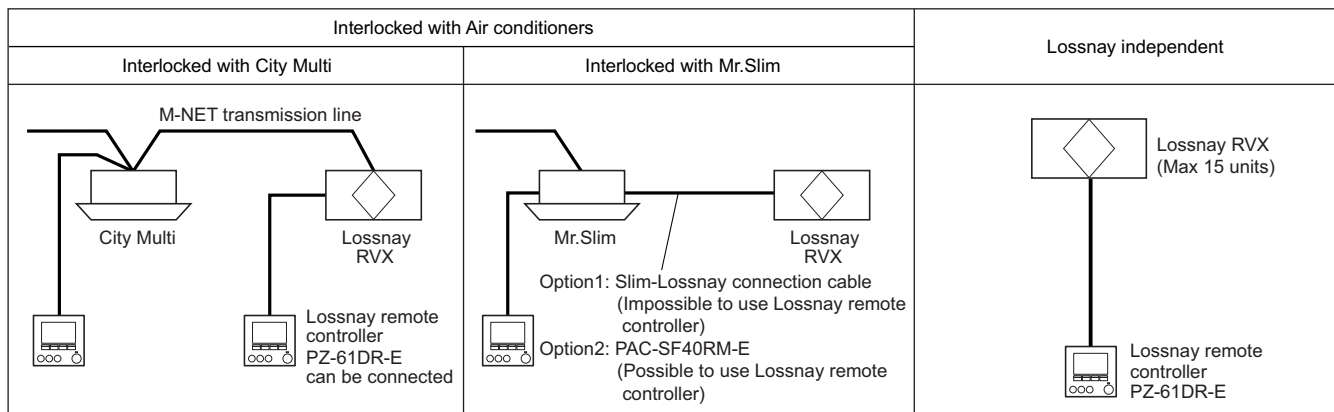 Interlocked with Air conditioners
Lossnay independent
Interlocked with City Multi
Interlocked with Mr.Slim
M-NET transmission line
City Multi
Lossnay
RVX
Lossnay remote
controller
PZ-61DR-E
can be connected
Mr.Slim
Lossnay
RVX
Option1: Slim-Lossnay connection cable
(Impossible to use Lossnay remote
controller)
Option2: PAC-SF40RM-E
(Possible to use Lossnay remote
controller)
Lossnay RVX
(Max 15 units)
Lossnay remote
controller
PZ-61DR-E